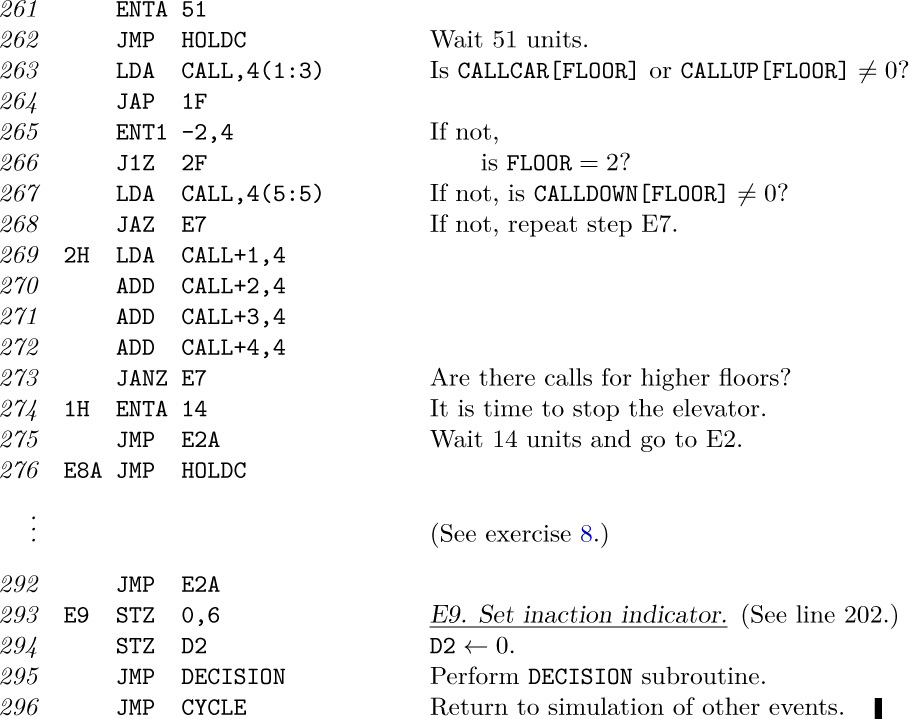 261 ENTA 51
262 JMP HOLDC Wait 51 units.
263 LDA CALL,4(1:3) Is CALLCAR[FLOOR] or CALLUP[FLOOR] ≠ 0?
264 JAP 1F
265 ENT1 -2,4 If not,
266 J1Z 2F is FLOOR = 2?
267 LDA CALL,4(5:5) If not, is CALLDOWN[FLOOR] ≠ 0?
268 JAZ E7 If not, repeat step E7.
269 2H LDA CALL+1,4
270 ADD CALL+2,4
271 ADD CALL+3,4
272 ADD CALL+4,4
273 JANZ E7 Are there calls for higher floors?
274 1H ENTA 14 It is time to stop the elevator.
275 JMP E2A Wait 14 units and go to E2.
276 E8A JMP HOLDC
⋮ (See exercise 8.)
292 JMP E2A
293 E9 STZ 0,6 E9. Set inaction indicator. (See line 202.)
294 STZ D2 D2 ← 0.
295 JMP DECISION Perform DECISION subroutine.
296 JMP CYCLE Return to simulation of other events. ▮